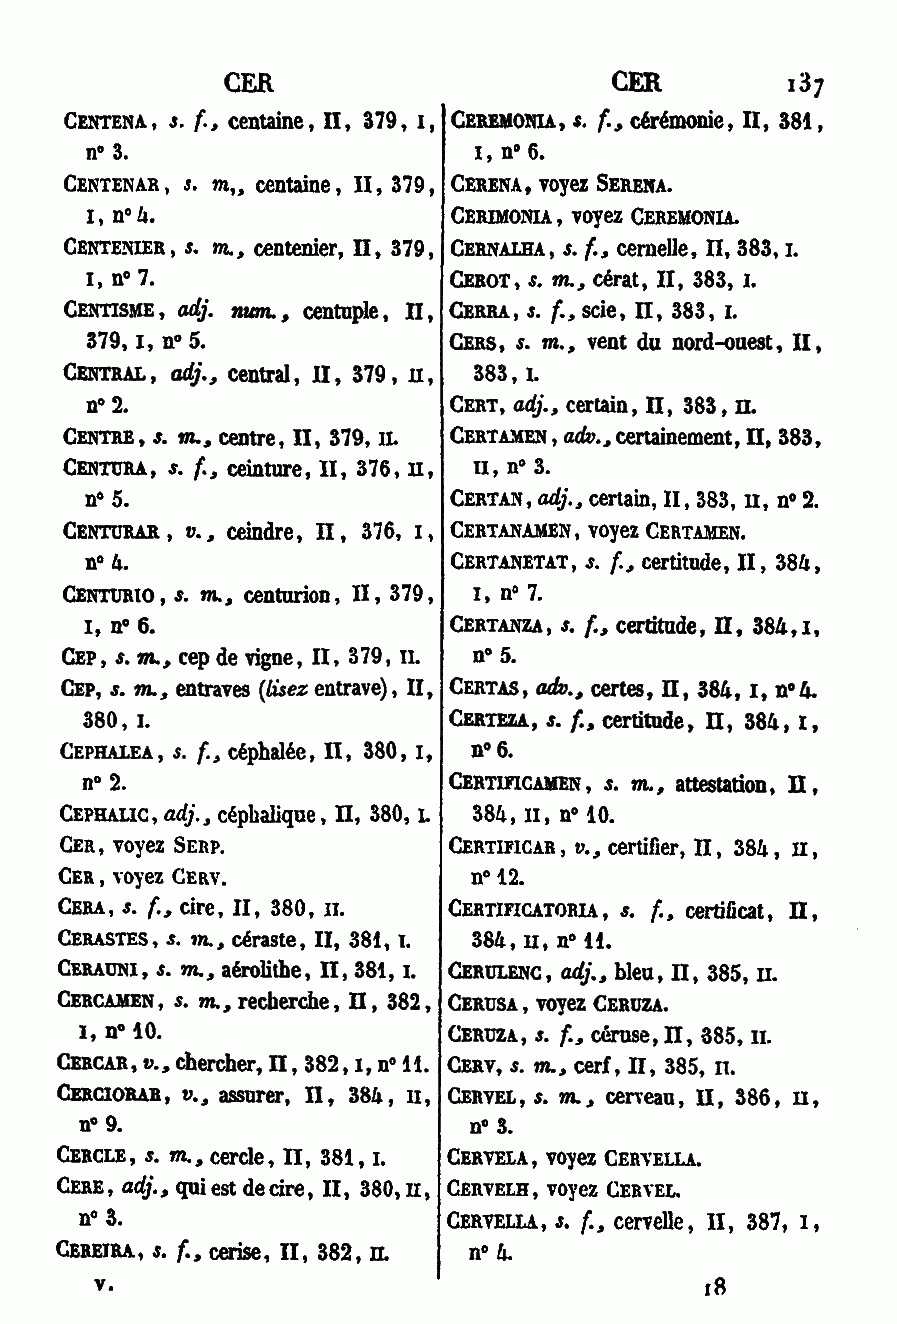 CER
CER 137
CENTENA, s. f., centaine, II, 379, I,
n° 3.
CENTENAR, s. m,, centaine, II, 379,
I, n° 4.
CENTENIER, s. m., centenier, II, 379,
I, n° 7.
CENTISME, adj. num., centuple, II,
379, I, n° 5.
CENTRAL, adj., central, II, 379, II,
n° 2.
CENTRE, s. m., centre, II, 379, II.
CENTURA, s. f., ceinture, II, 376, II,
n° 5.
CENTURAR, v., ceindre, II, 376, I,
n° 4.
CENTURIO, s. m., centurion, II, 379,
I, n° 6.
CEP, s. m., cep de vigne, II, 379, II.
CEP, s. m., entraves (lisez entrave), II,
380, I.
CEPHALEA, s. f., céphalée, II, 380, I,
n° 2.
CEPHALIC, adj., céphalique, II, 380, I.
CER, voyez SERP.
CER, voyez CERV.
CERA, s. f., cire, II, 380, II.
CERASTES, s. m., céraste, II, 381, I.
CERAUNI, s. m., aérolithe, II, 381, I.
CERCAMEN, s. m., recherche, II, 382,
I, n° 10.
CERCAR, v., chercher, II, 382, I, n° 11.
CERCIORAR, v., assurer, II, 384, II,
n° 9.
CERCLE, s. m., cercle, II, 381, I.
CERE, adj., qui est de cire, II, 380, II,
n° 3.
CEREIRA, s. f., cerise, II, 382, II.
CEREMONIA, s. f., cérémonie, II, 381,
I, n° 6.
CERENA, voyez SERENA.
CERIMONIA, voyez CEREMONIA.
CERNALHA, s. f., cernelle, II, 383, I.
CEROT, s. m., cérat, II, 383, I.
CERRA, s. f., scie, II, 383, I.
CERS, s. m., vent du nord-ouest, II,
383, I.
CERT, adj., certain, II, 383, II.
CERTAMEN, adv., certainement, II, 383,
II, n° 3.
CERTAN, adj., certain, II, 383, II, n° 2.
CERTANAMEN, voyez CERTAMEN.
CERTANETAT, s. f., certitude, II, 384,
I, n° 7.
CERTANZA, s. f., certitude, II, 384, I,
n° 5.
CERTAS, adv., certes, II, 384, I, n° 4.
CERTEZA, s. f., certitude, II, 384, I,
n° 6.
CERTIFICAMEN, s. m., attestation, II,
384, II, n° 10.
CERTIFICAR, v., certifier, II, 384, II,
n° 12.
CERTIFICATORIA, s. f., certificat, II,
384, II, n° 11.
CERULENC, adj., bleu, II, 385, II.
CERUSA, voyez CERUZA.
CERUZA, s. f., céruse, II, 385, II.
CERV, s. m., cerf, II, 385, II.
CERVEL, s. m., cerveau, II, 386, II,
n° 3.
CERVELA, voyez CERVELLA.
CERVELH, voyez CERVEL.
CERVELLA, s. f., cervelle, II, 387, I,
n° 4.
V.
18